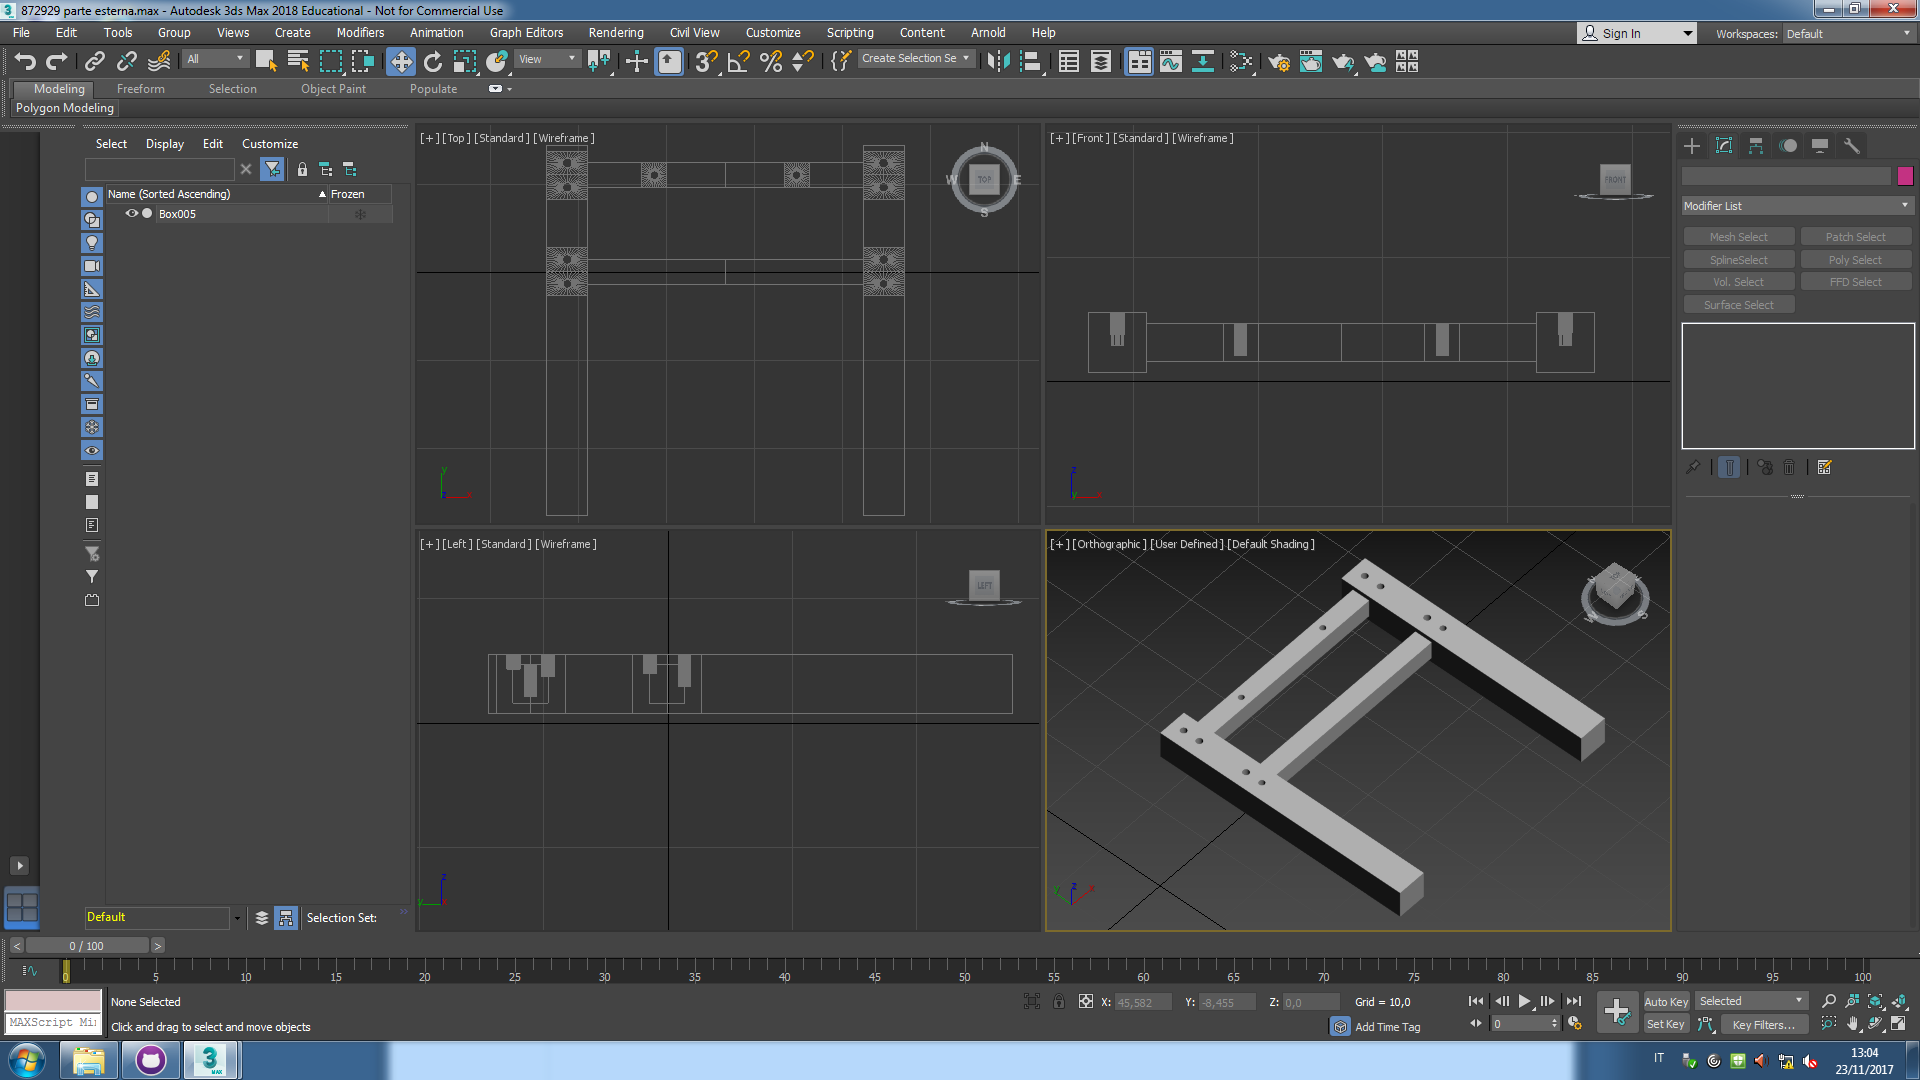 872929 parte esterna.max - Autodesk 3ds Max 2018 Educational - Not for Commercial Use
File Edit Tools Group Views Create Modifiers Animation Graph Editors Rendering Civil View Customize Scripting Content Arnold Help
Sign In
Workspaces: Default
All
View
Create Selection Se
Modeling Freeform Selection Object Paint Populate
Polygon Modeling
Select Display Edit Customize
Name (Sorted Ascending) Frozen
Box005
[+] [Top] [Standard] [Wireframe]
N
W TOP E
S
[+] [Front] [Standard] [Wireframe]
FRONT
y
x
z
y
x
[+] [Left] [Standard] [Wireframe]
LEFT
z
y
[+] [Orthographic] [User Defined] [Default Shading]
z
y
x
Modifier List
Mesh Select Patch Select
SplineSelect Poly Select
Vol. Select FFD Select
Surface Select
Default
Selection Set:
< 0 / 100 >
0 5 10 15 20 25 30 35 40 45 50 55 60 65 70 75 80 85 90 95 100
None Selected
X: 45,582 Y: -8,455 Z: 0,0 Grid = 10,0
Auto Key Selected
MAXScript Mi
Click and drag to select and move objects
Add Time Tag
0
Set Key Key Filters...
3
MAX
IT
13:04
23/11/2017